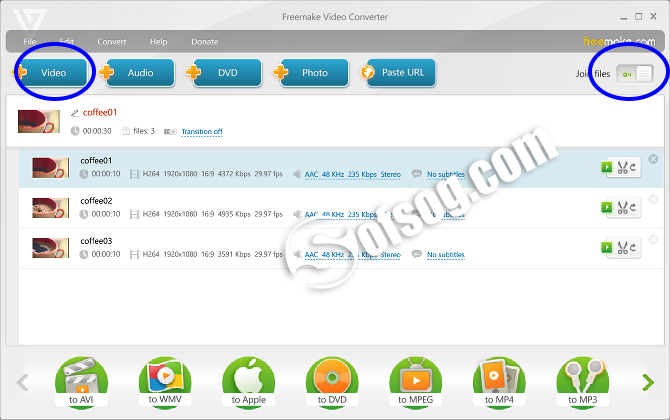 Freemake Video Converter
File Edit Convert Help Donate
freemake.com
Video Audio DVD Photo Paste URL
Join files ON
coffee01
00:00:30 files: 3 Transition off
coffee01
00:00:10 H264 1920x1080 16:9 4372 Kbps 29.97 fps AAC 48 KHz 235 Kbps Stereo No subtitles
coffee02
00:00:10 H264 1920x1080 16:9 4935 Kbps 29.97 fps AAC 48 KHz 235 Kbps Stereo No subtitles
coffee03
00:00:10 H264 1920x1080 16:9 3591 Kbps 29.97 fps AAC 48 KHz Kbps Stereo No subtitles
Sofsog.com
to AVI to WMV to Apple to DVD to MPEG to MP4 to MP3